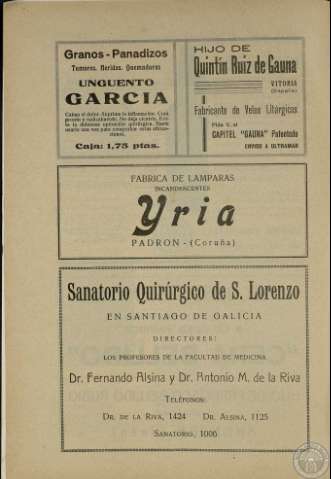 Granos - Panadizos
Tumores. Heridas. Quemaduras
UNGUENTO
GARCIA
Caja: 1,75 ptas.
HIJO DE
Quintín Ruiz de Gauna
VITORIA
(España)
Fabricante de Velas Litúrgicas
Pida V. el
CAPITEL "GAUNA" Patentado
ENVIOS A ULTRAMAR
FABRICA DE LAMPARAS
INCANDESCENTES
Yria
PADRON - (Coruña)
Sanatorio Quirúrgico de S. Lorenzo
EN SANTIAGO DE GALICIA
DIRECTORES:
LOS PROFESORES DE LA FACULTAD DE MEDICINA
Dr. Fernando Alsina y Dr. Antonio M. de la Riva
TELÉFONOS:
DR. DE LA RIVA, 1424 DR. ALSINA, 1125
SANATORIO, 1006